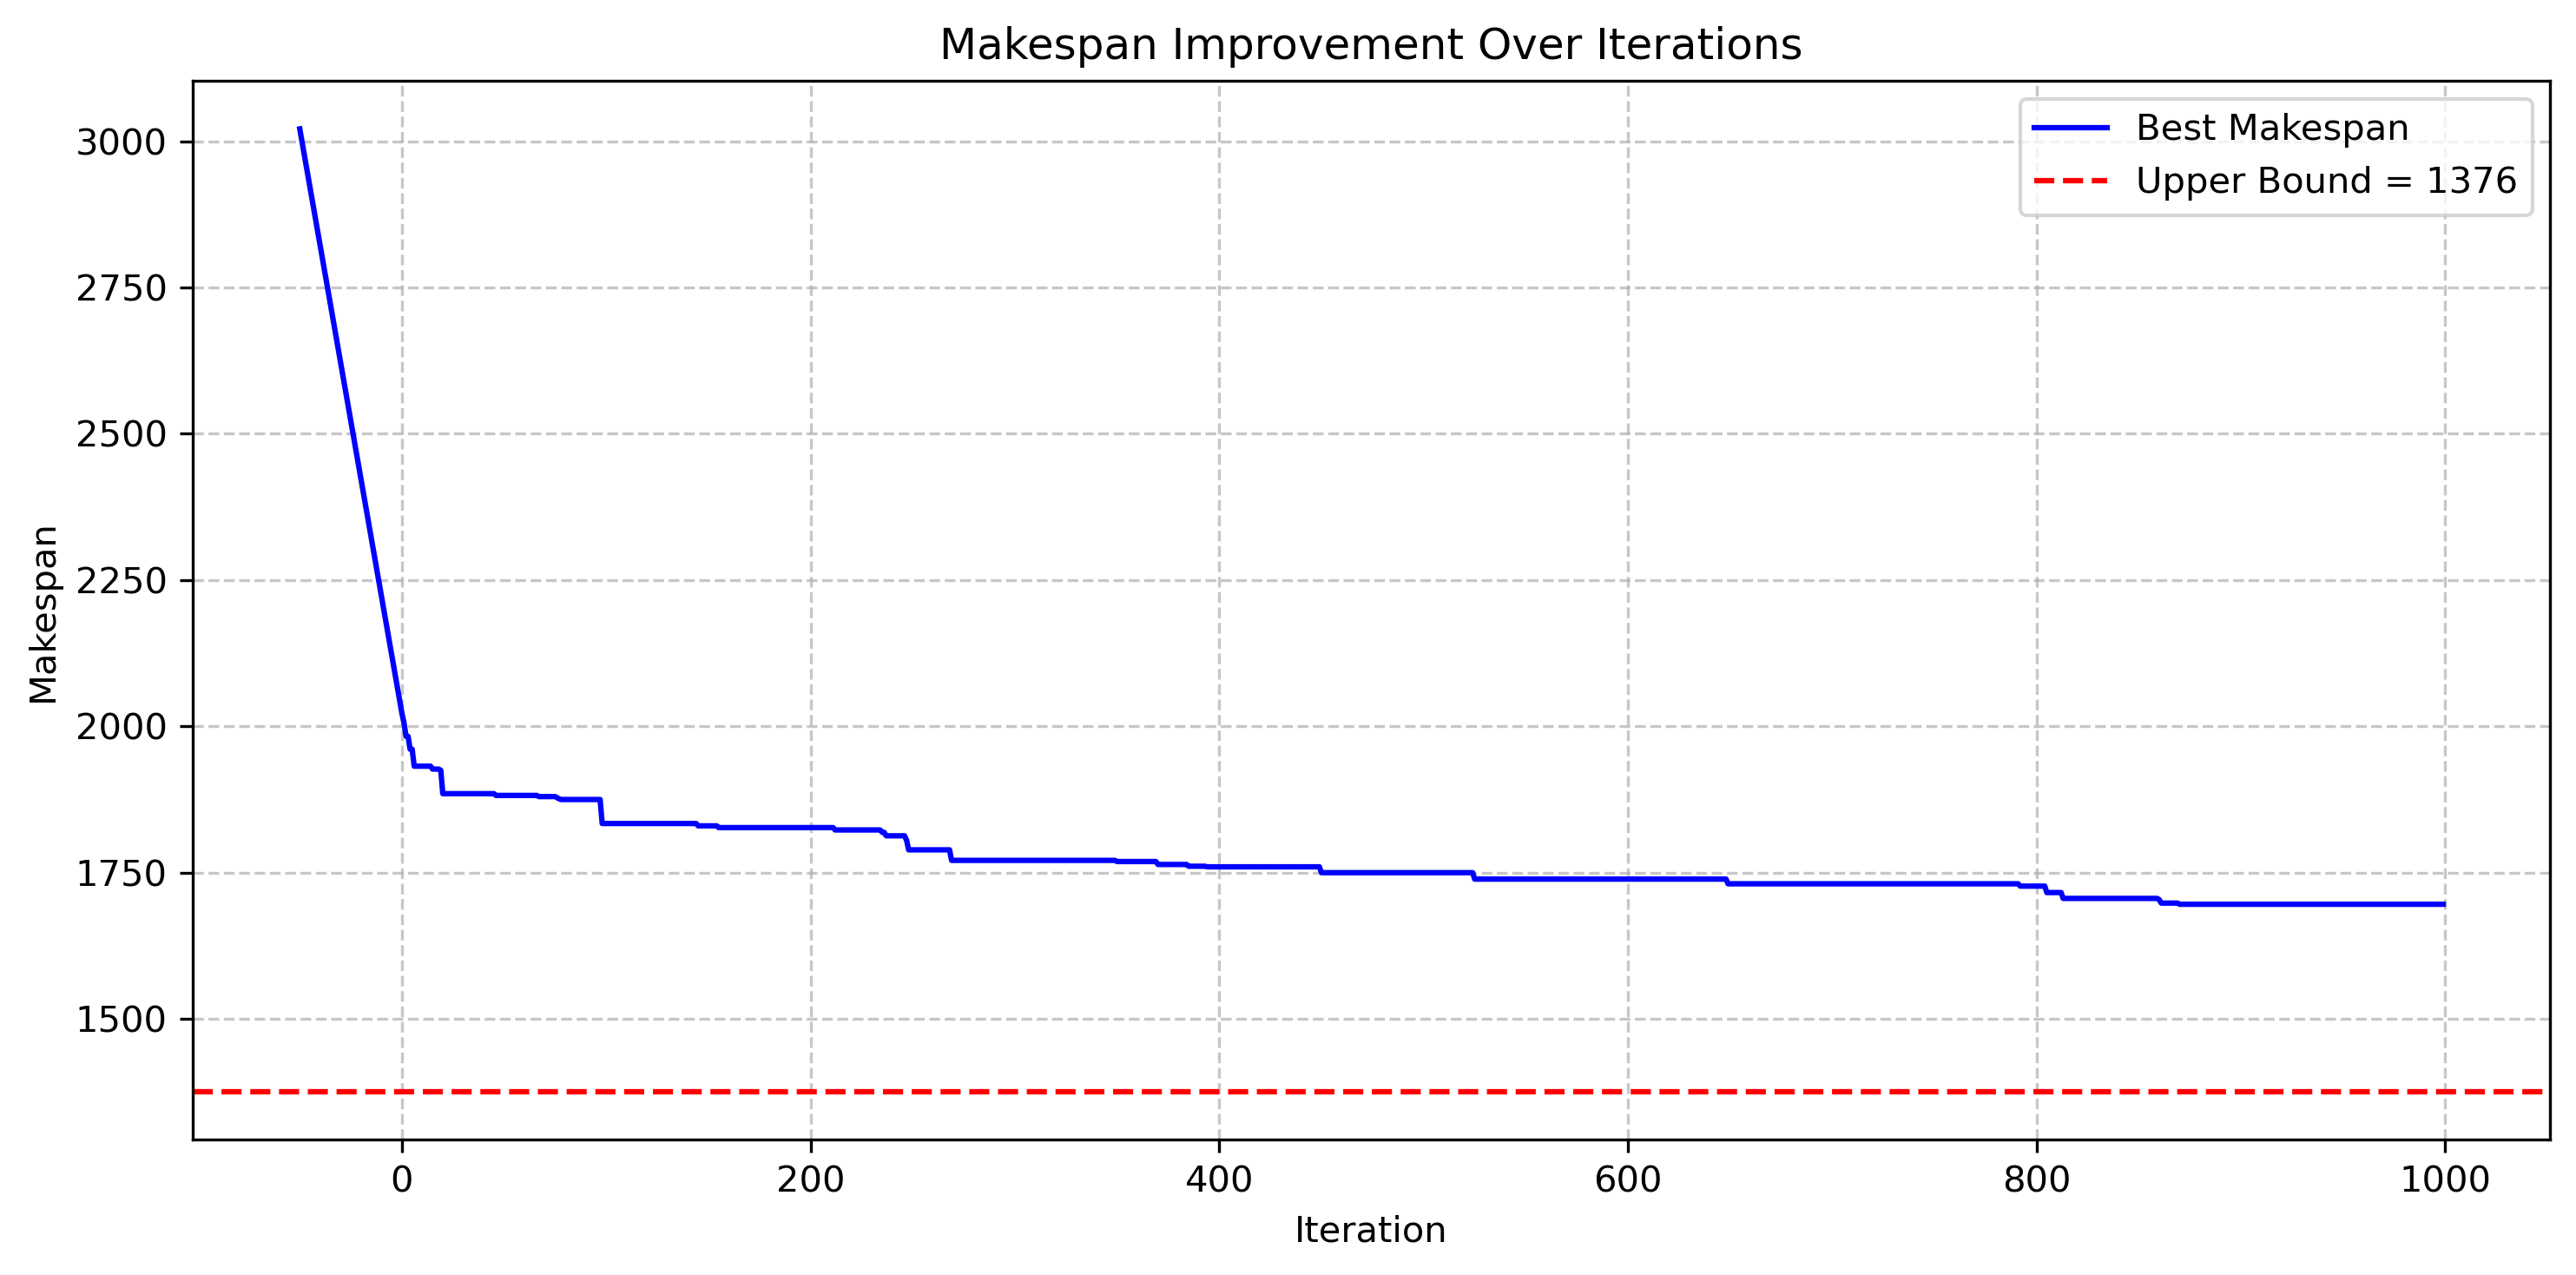 Makespan Improvement Over Iterations
Best Makespan
Upper Bound = 1376
Makespan
3000
2750
2500
2250
2000
1750
1500
0 200 400 600 800 1000
Iteration